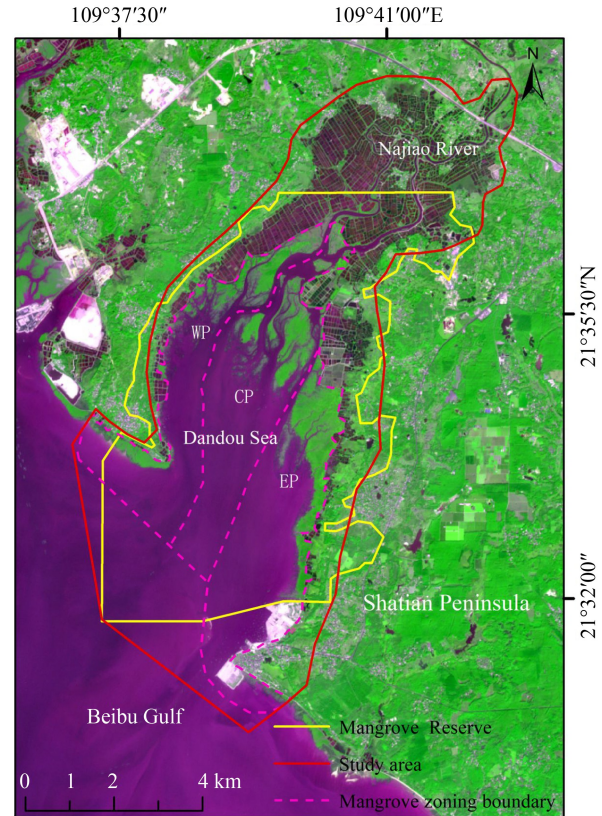 109°37′30″
109°41′00″E
N
Najiao River
21°35′30″N
WP
CP
Dandou Sea
EP
21°32′00″
Shatian Peninsula
Beibu Gulf
Mangrove Reserve
Study area
0 1 2 4 km
Mangrove zoning boundary